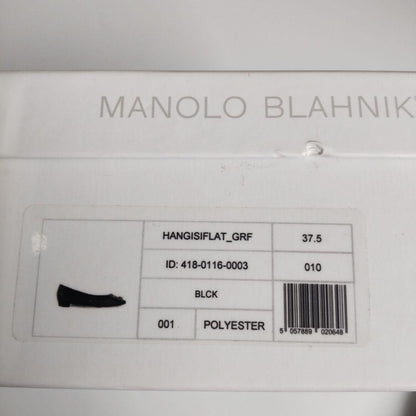 MANOLO BLAHNIK
HANGISIFLAT_GRF 37.5
ID: 418-0116-0003 010
BLCK
001 POLYESTER
5 057889 020648